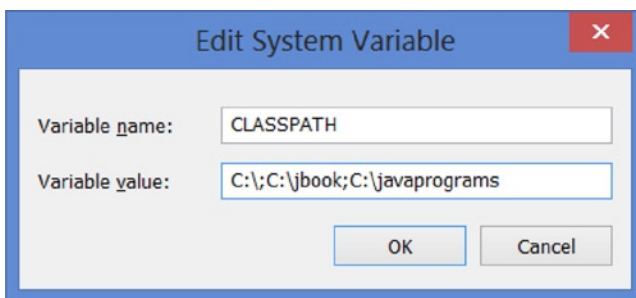 Edit System Variable
Variable name: CLASSPATH
Variable value: C:\;C:\jbook;C:\javaprograms
OK Cancel